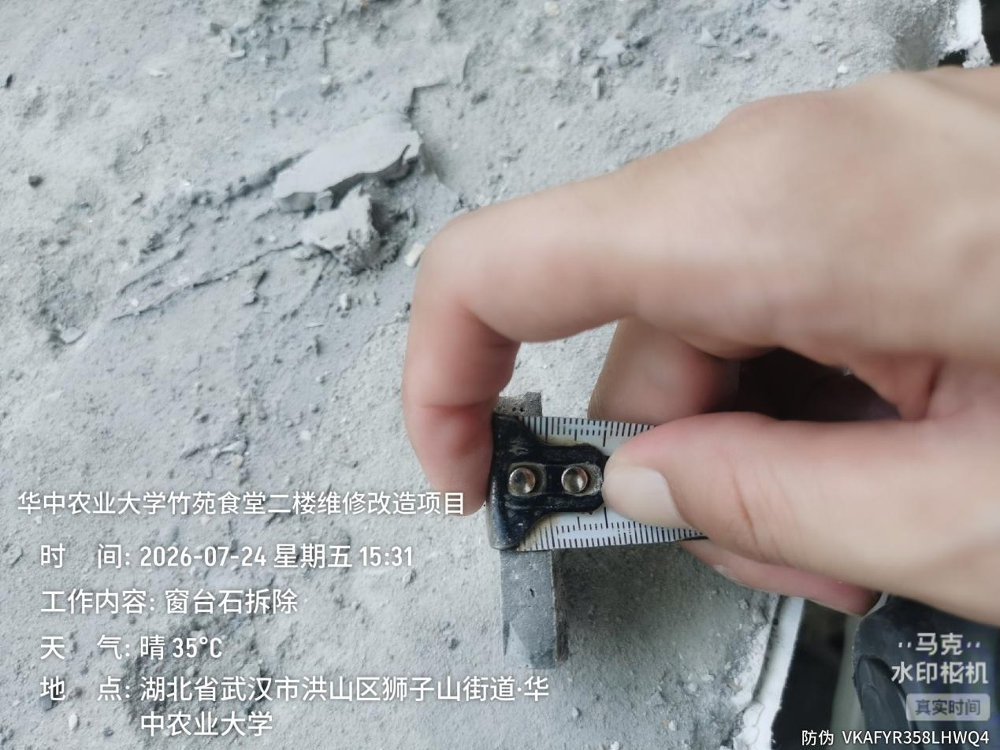 华中农业大学竹苑食堂二楼维修改造项目
时 间: 2026-07-24 星期五 15:31
工作内容: 窗台石拆除
天 气: 晴 35°C
地 点: 湖北省武汉市洪山区狮子山街道·华
中农业大学
马克
水印相机
真实时间
防伪 VKAFYR358LHWQ4